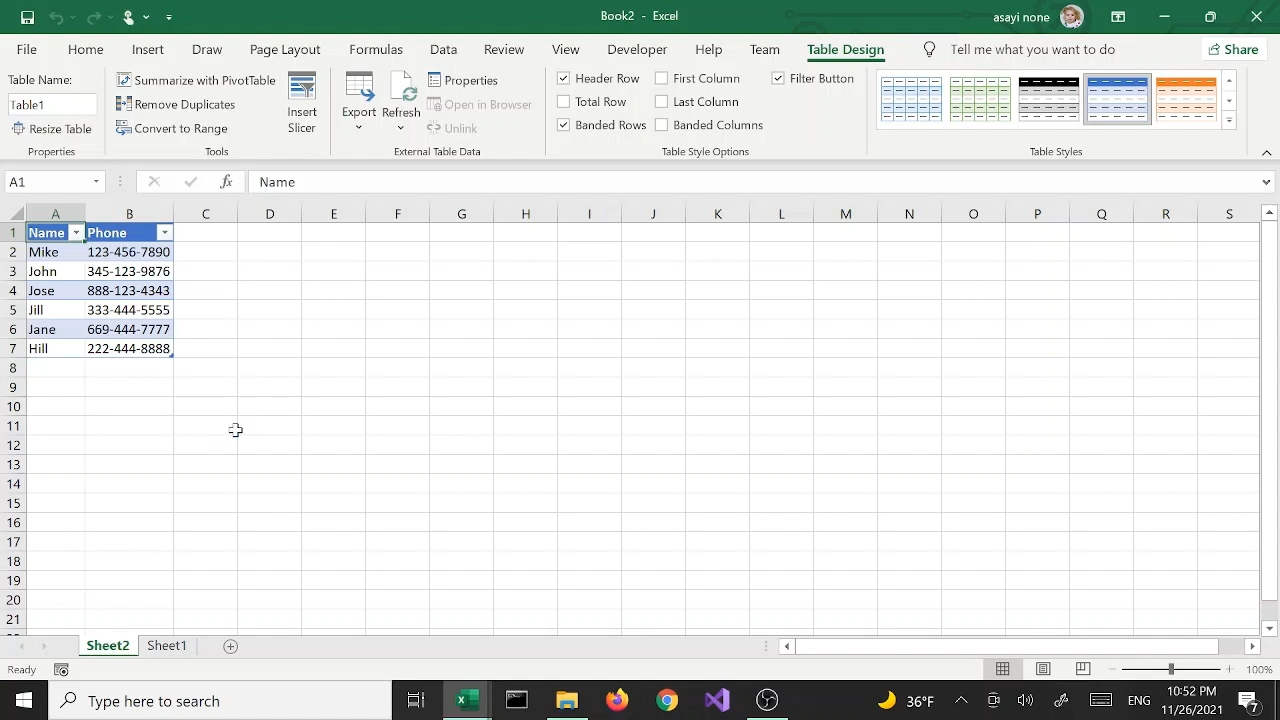 Book2 - Excel
asayi none
File Home Insert Draw Page Layout Formulas Data Review View Developer Help Team Table Design Tell me what you want to do Share
Table Name:
Table1
Resize Table
Properties
Summarize with PivotTable
Remove Duplicates
Convert to Range
Tools
Insert
Slicer
Export
Refresh
Properties
Open in Browser
Unlink
External Table Data
Header Row First Column Filter Button
Total Row Last Column
Banded Rows Banded Columns
Table Style Options
Table Styles
A1 fx Name
A B C D E F G H I J K L M N O P Q R S
1 Name Phone
2 Mike 123-456-7890
3 John 345-123-9876
4 Jose 888-123-4343
5 Jill 333-444-5555
6 Jane 669-444-7777
7 Hill 222-444-8888
8
9
10
11
12
13
14
15
16
17
18
19
20
21
Sheet2 Sheet1
Ready 100%
Type here to search
36°F
ENG
10:52 PM
11/26/2021
7